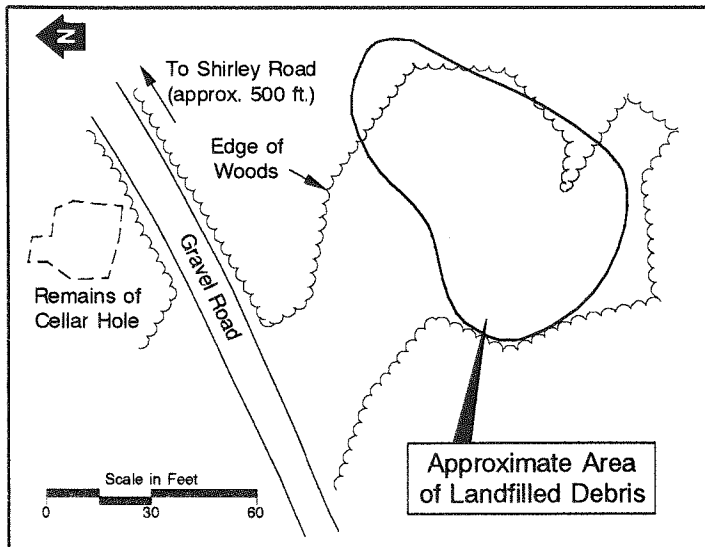 N
To Shirley Road
(approx. 500 ft.)
Edge of
Woods
Gravel Road
Remains of
Cellar Hole
Scale in Feet
0 30 60
Approximate Area
of Landfilled Debris